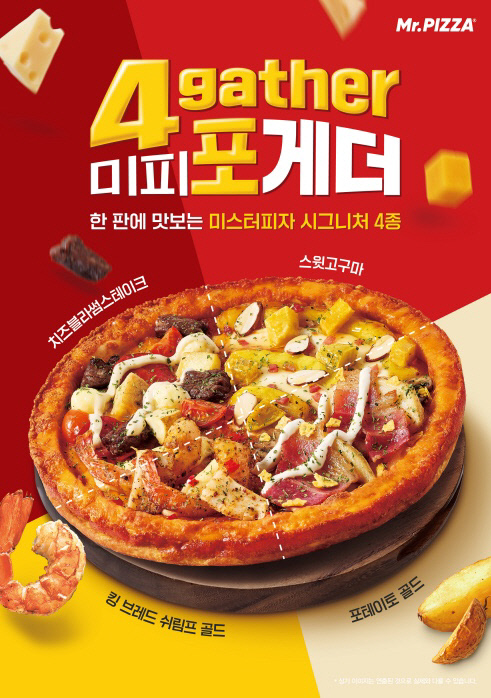 Mr.PIZZA
4gather
미피포게더
한 판에 맛보는 미스터피자 시그니처 4종
스윗고구마
치즈블라썸스테이크
킹 브레드 쉬림프 골드
포테이토 골드